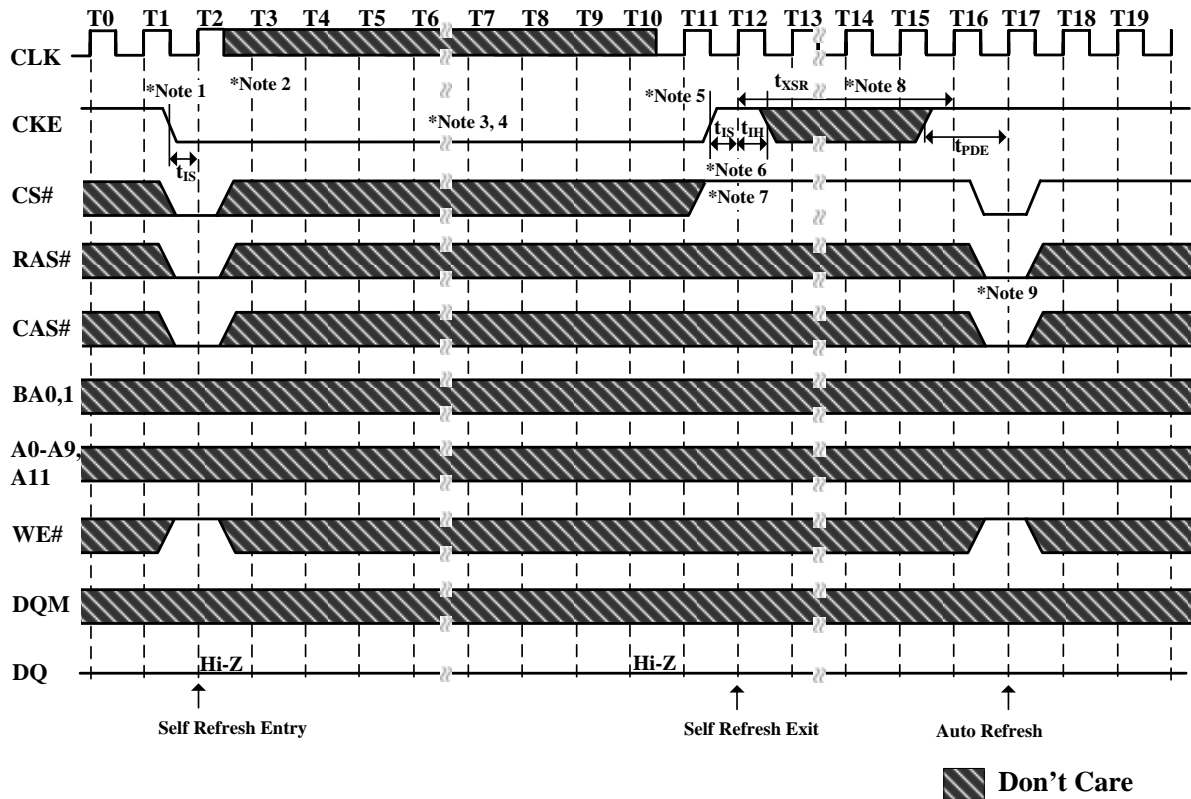 T0 T1 T2 T3 T4 T5 T6 T7 T8 T9 T10 T11 T12 T13 T14 T15 T16 T17 T18 T19
CLK
*Note 1 *Note 2 *Note 5 tXSR *Note 8
CKE *Note 3, 4 tIS tIH tPDE
tIS *Note 6
CS# *Note 7
RAS#
*Note 9
CAS#
BA0,1
A0-A9,
A11
WE#
DQM
DQ Hi-Z Hi-Z
Self Refresh Entry Self Refresh Exit Auto Refresh
Don't Care